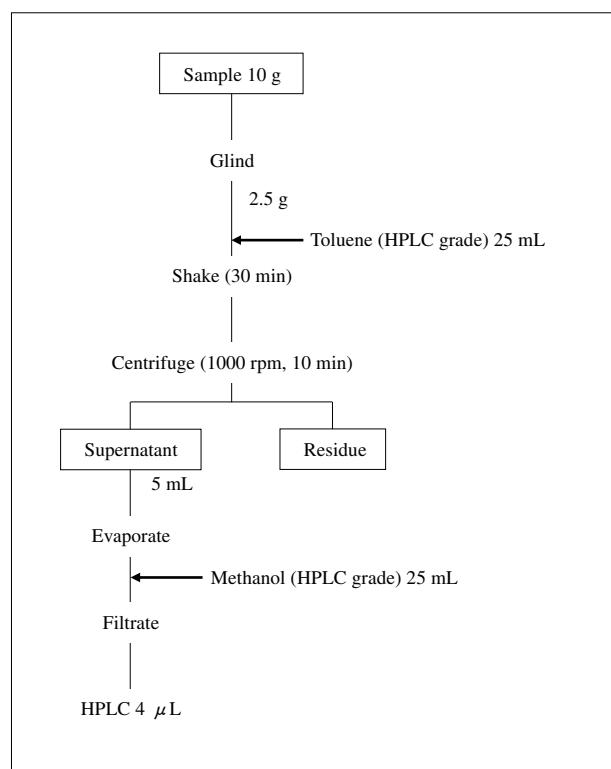 Sample 10 g
Glind
2.5 g
Toluene (HPLC grade) 25 mL
Shake (30 min)
Centrifuge (1000 rpm, 10 min)
Supernatant
Residue
5 mL
Evaporate
Methanol (HPLC grade) 25 mL
Filtrate
HPLC 4 μL